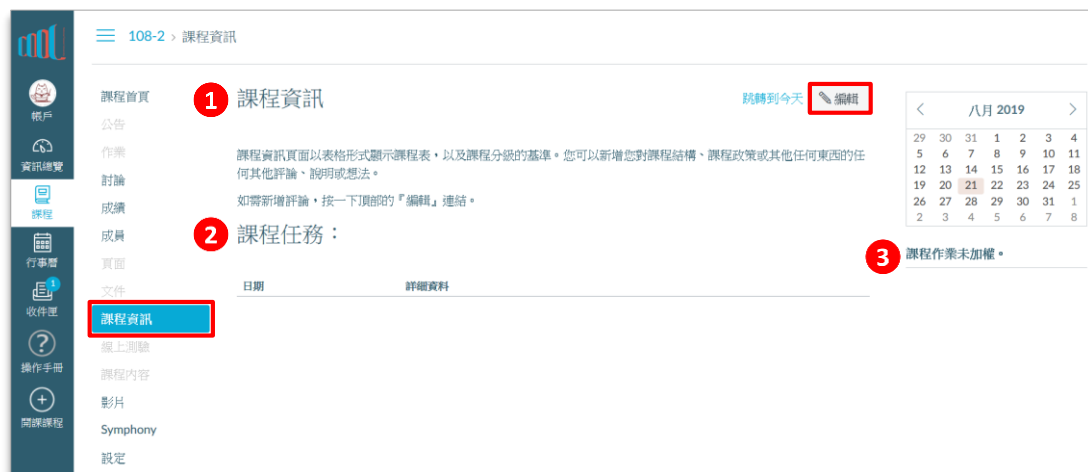 108-2 › 課程資訊
帳戶
資訊總覽
課程
行事曆
1
收件匣
操作手冊
開課課程
課程首頁
公告
作業
討論
成績
成員
頁面
文件
課程資訊
線上測驗
課程內容
影片
Symphony
設定
1
課程資訊
跳轉到今天
編輯
課程資訊頁面以表格形式顯示課程表，以及課程分級的基準。您可以新增您對課程結構、課程政策或其他任何東西的任
何其他評論、說明或想法。
如需新增評論，按一下頂部的『編輯』連結。
2
課程任務：
日期 詳細資料
八月 2019
29 30 31 1 2 3 4
5 6 7 8 9 10 11
12 13 14 15 16 17 18
19 20 21 22 23 24 25
26 27 28 29 30 31 1
2 3 4 5 6 7 8
3
課程作業未加權。